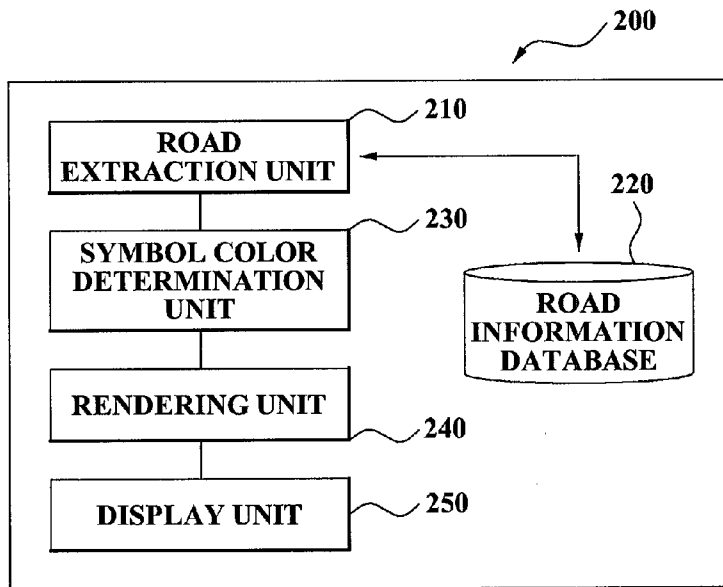 200
210
ROAD
EXTRACTION UNIT
220
230
SYMBOL COLOR
DETERMINATION
UNIT
ROAD
INFORMATION
DATABASE
RENDERING UNIT
240
DISPLAY UNIT
250